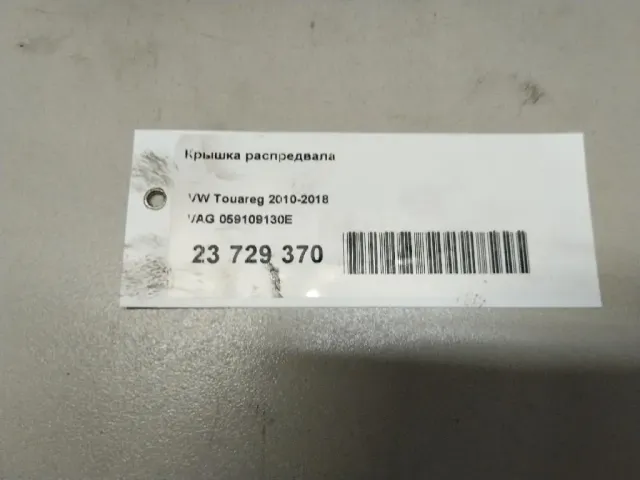 Крышка распредвала
VW Touareg 2010-2018
VAG 059109130E
23 729 370